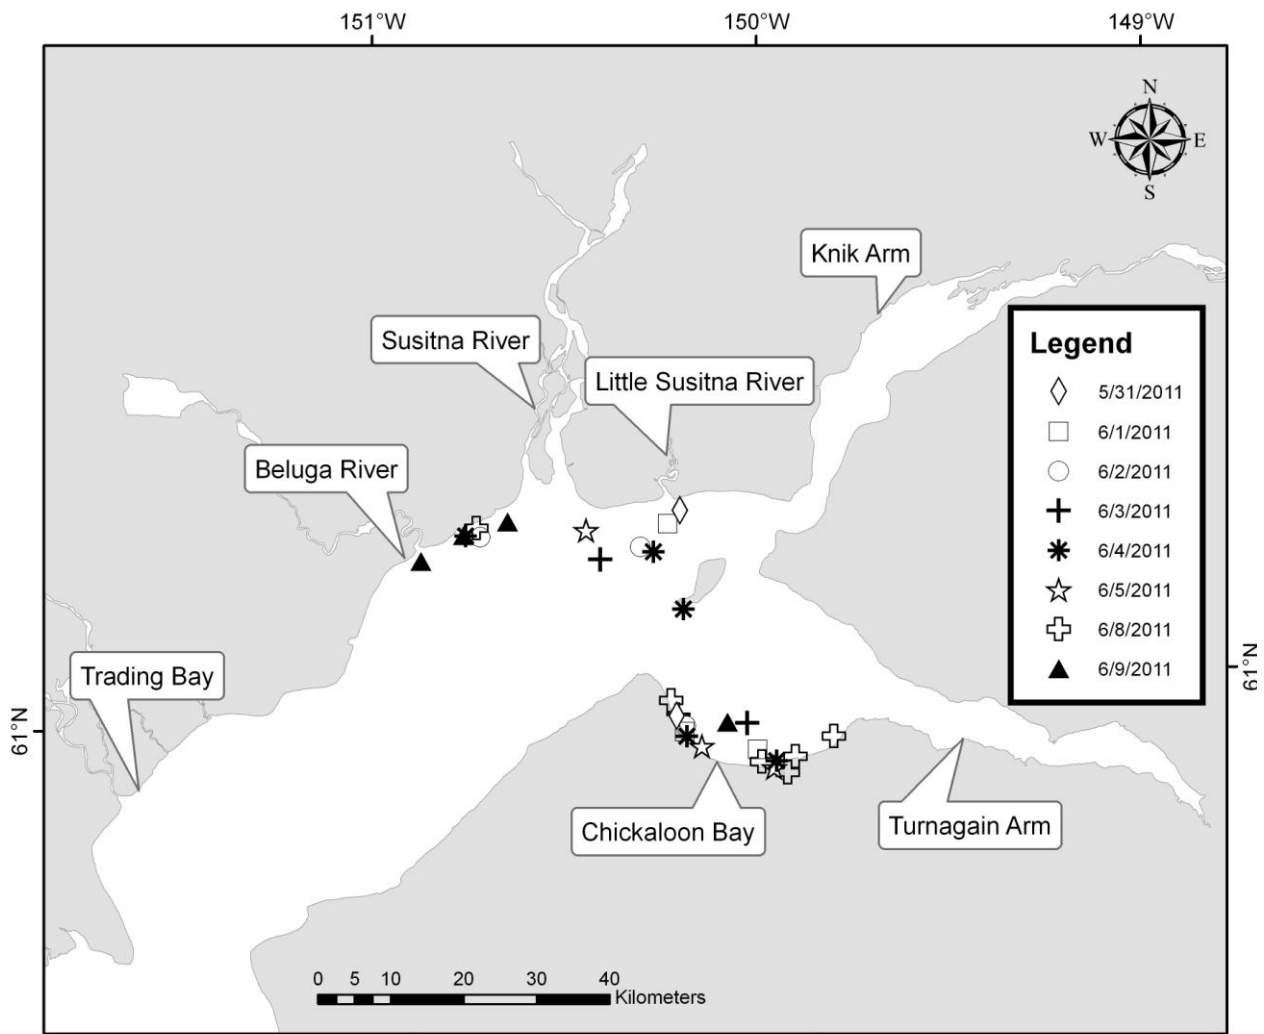 151°W
150°W
149°W
N
W
E
S
Knik Arm
Susitna River
Little Susitna River
Beluga River
Trading Bay
Chickaloon Bay
Turnagain Arm
Legend
5/31/2011
6/1/2011
6/2/2011
6/3/2011
6/4/2011
6/5/2011
6/8/2011
6/9/2011
61°N
61°N
0 5 10 20 30 40
Kilometers